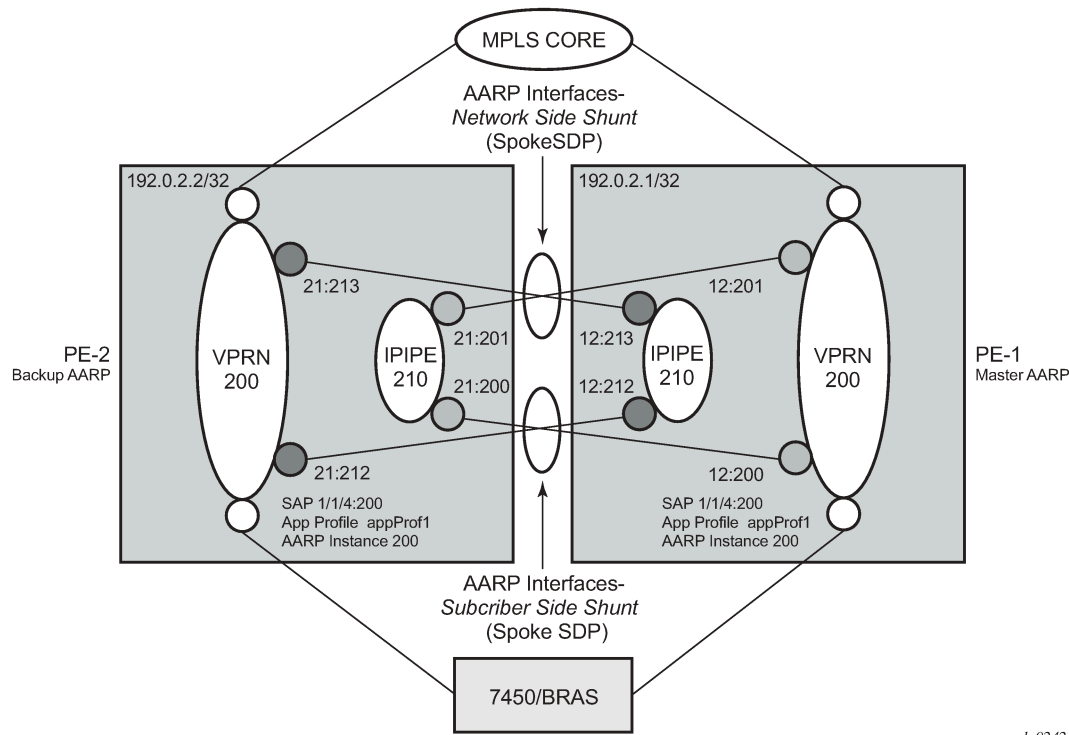 MPLS CORE
AARP Interfaces-
Network Side Shunt
(SpokeSDP)
192.0.2.2/32
192.0.2.1/32
21:213
12:201
21:201
12:213
PE-2
Backup AARP
VPRN
200
IPIPE
210
IPIPE
210
VPRN
200
PE-1
Master AARP
21:200
12:212
21:212
12:200
SAP 1/1/4:200
App Profile appProf1
AARP Instance 200
SAP 1/1/4:200
App Profile appProf1
AARP Instance 200
AARP Interfaces-
Subcriber Side Shunt
(Spoke SDP)
7450/BRAS